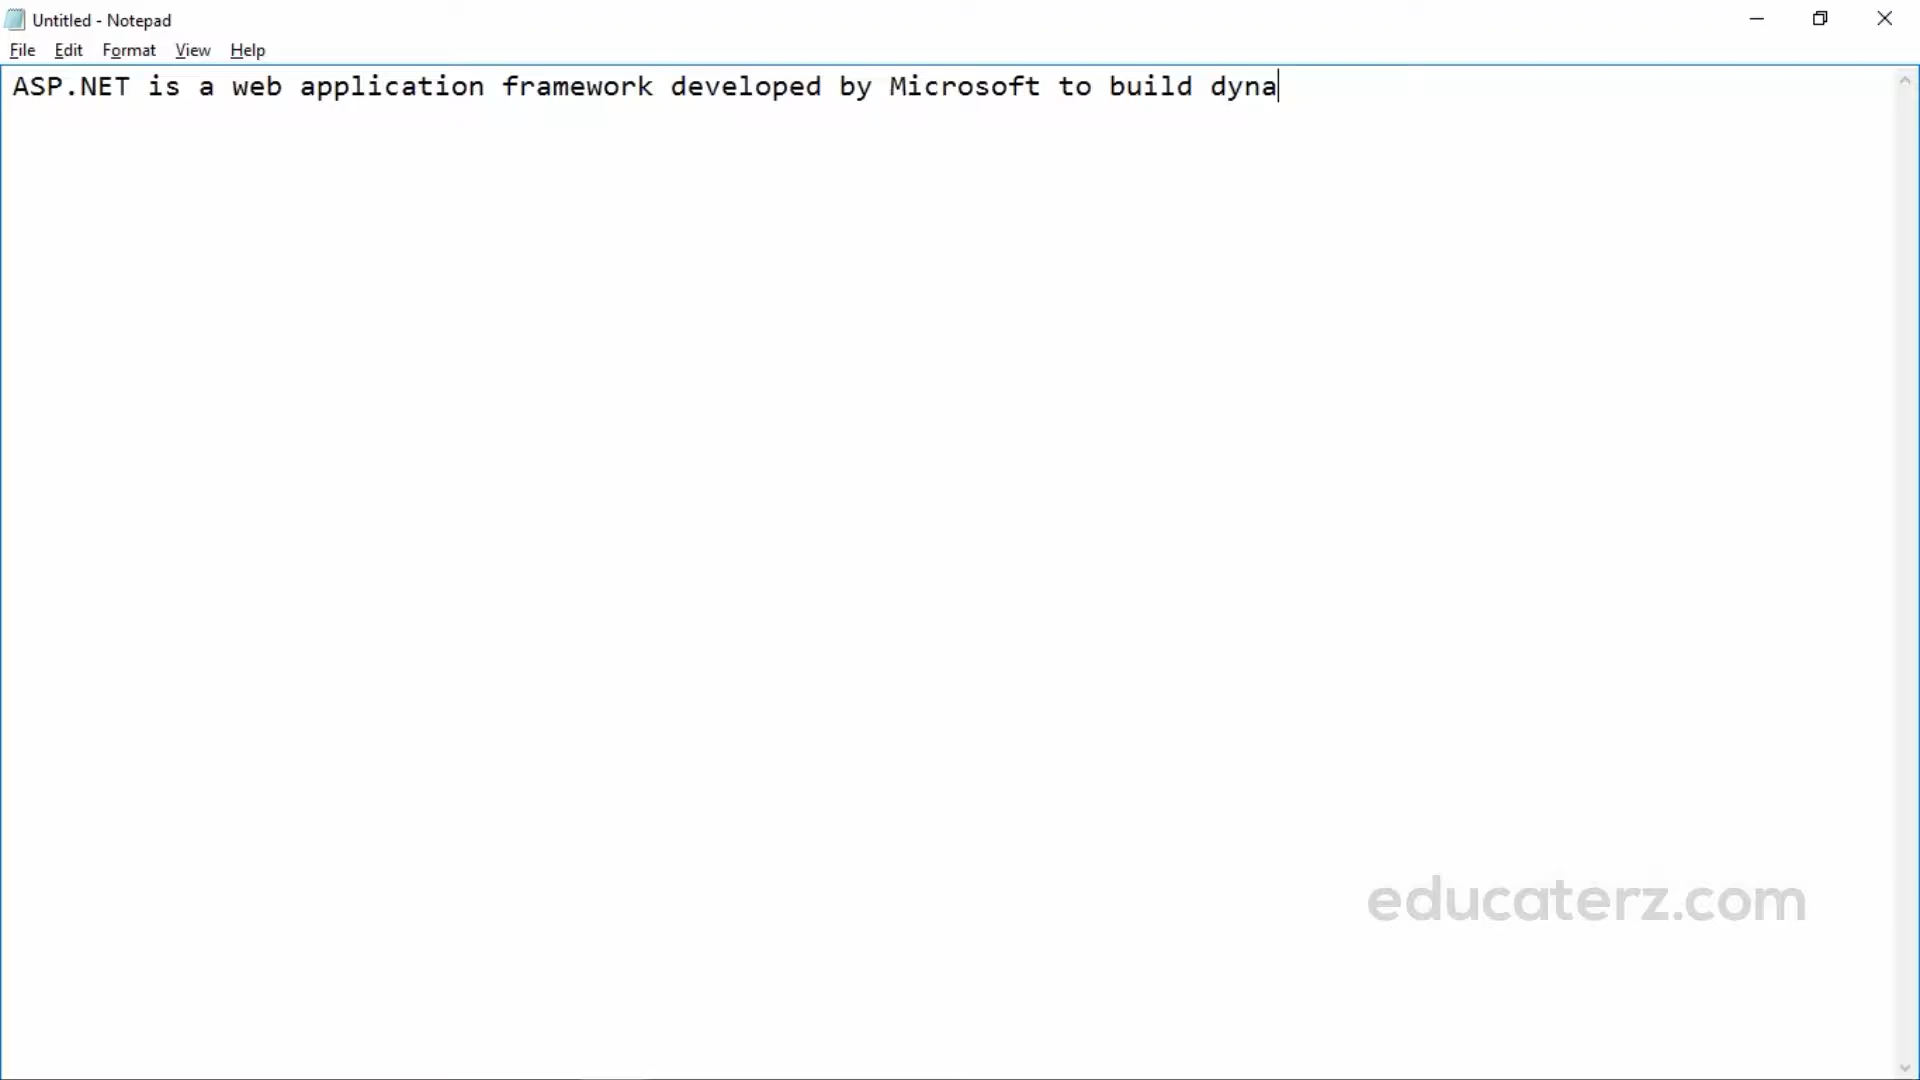 Untitled - Notepad
File Edit Format View Help
ASP.NET is a web application framework developed by Microsoft to build dyna
educaterz.com